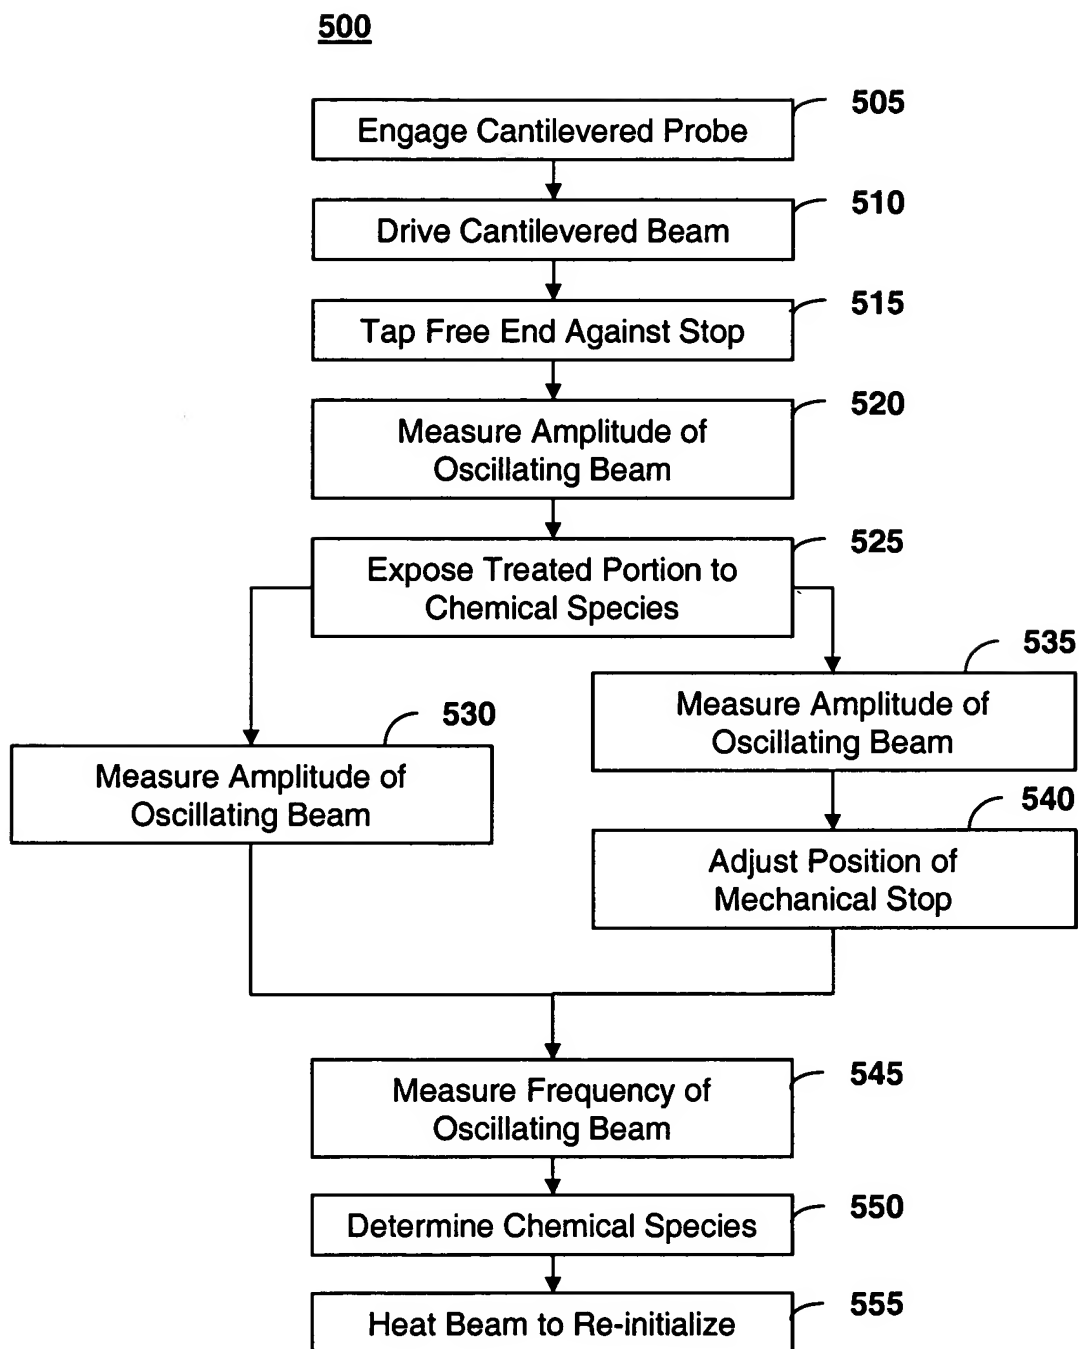 500
505
Engage Cantilevered Probe
510
Drive Cantilevered Beam
515
Tap Free End Against Stop
520
Measure Amplitude of
Oscillating Beam
525
Expose Treated Portion to
Chemical Species
530
Measure Amplitude of
Oscillating Beam
535
Measure Amplitude of
Oscillating Beam
540
Adjust Position of
Mechanical Stop
545
Measure Frequency of
Oscillating Beam
550
Determine Chemical Species
555
Heat Beam to Re-initialize